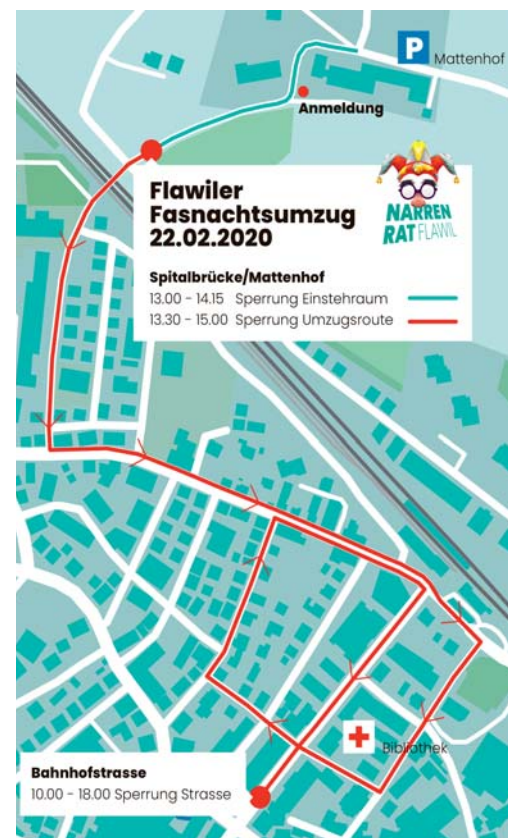 P
Mattenhof
Anmeldung
Flawiler
Fasnachtsumzug
22.02.2020
NARREN
RAT FLAWIL
Spitalbrücke/Mattenhof
13.00 - 14.15 Sperrung Einstehraum
13.30 - 15.00 Sperrung Umzugsroute
Bibliothek
Bahnhofstrasse
10.00 - 18.00 Sperrung Strasse